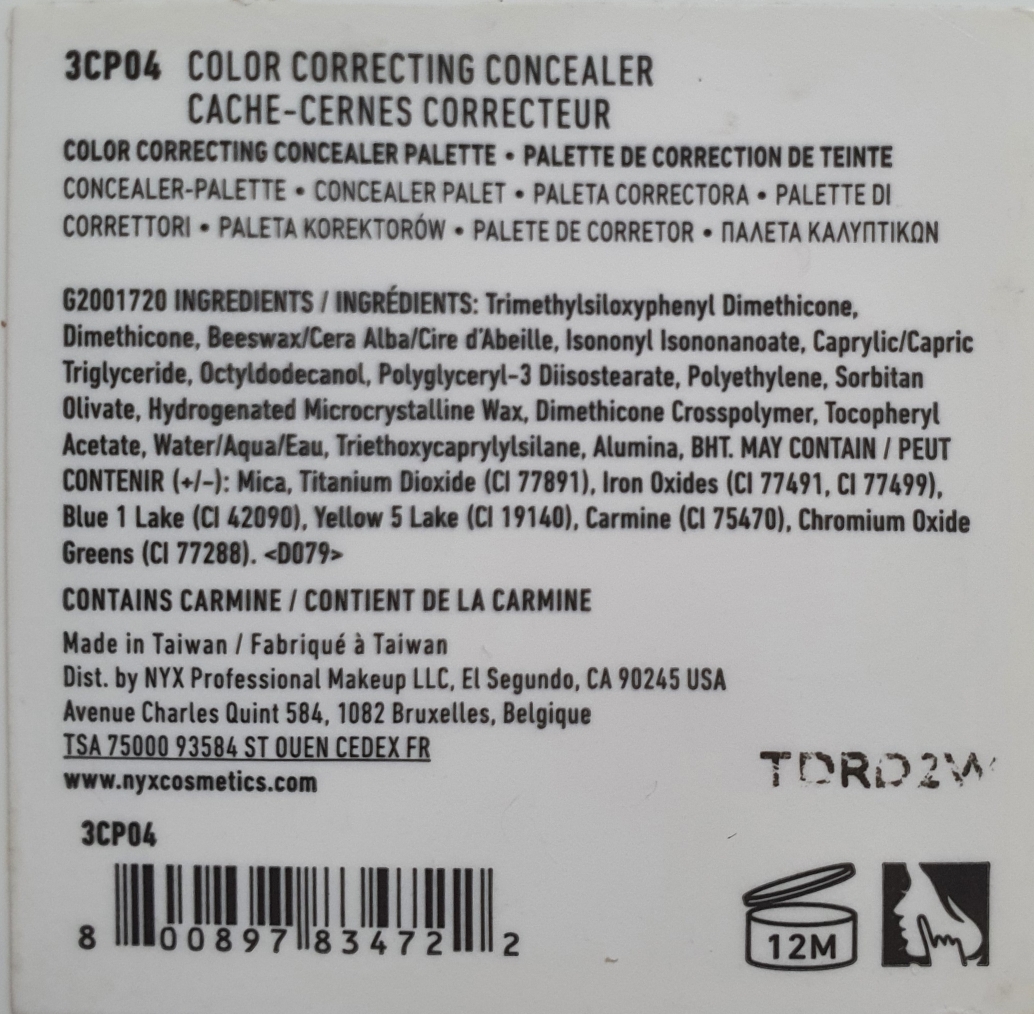 3CP04 COLOR CORRECTING CONCEALER
CACHE-CERNES CORRECTEUR
COLOR CORRECTING CONCEALER PALETTE • PALETTE DE CORRECTION DE TEINTE
CONCEALER-PALETTE • CONCEALER PALET • PALETA CORRECTORA • PALETTE DI
CORRETTORI • PALETA KOREKTORÓW • PALETE DE CORRETOR • ΠΑΛΕΤΑ ΚΑΛΥΠΤΙΚΩΝ
G2001720 INGREDIENTS / INGRÉDIENTS: Trimethylsiloxyphenyl Dimethicone,
Dimethicone, Beeswax/Cera Alba/Cire d'Abeille, Isononyl Isononanoate, Caprylic/Capric
Triglyceride, Octyldodecanol, Polyglyceryl-3 Diisostearate, Polyethylene, Sorbitan
Olivate, Hydrogenated Microcrystalline Wax, Dimethicone Crosspolymer, Tocopheryl
Acetate, Water/Aqua/Eau, Triethoxycaprylylsilane, Alumina, BHT. MAY CONTAIN / PEUT
CONTENIR (+/-): Mica, Titanium Dioxide (CI 77891), Iron Oxides (CI 77491, CI 77499),
Blue 1 Lake (CI 42090), Yellow 5 Lake (CI 19140), Carmine (CI 75470), Chromium Oxide
Greens (CI 77288). <D079>
CONTAINS CARMINE / CONTIENT DE LA CARMINE
Made in Taiwan / Fabriqué à Taiwan
Dist. by NYX Professional Makeup LLC, El Segundo, CA 90245 USA
Avenue Charles Quint 584, 1082 Bruxelles, Belgique
TSA 75000 93584 ST OUEN CEDEX FR
www.nyxcosmetics.com
TDRD2W
3CP04
8 00897 83472 2
12M